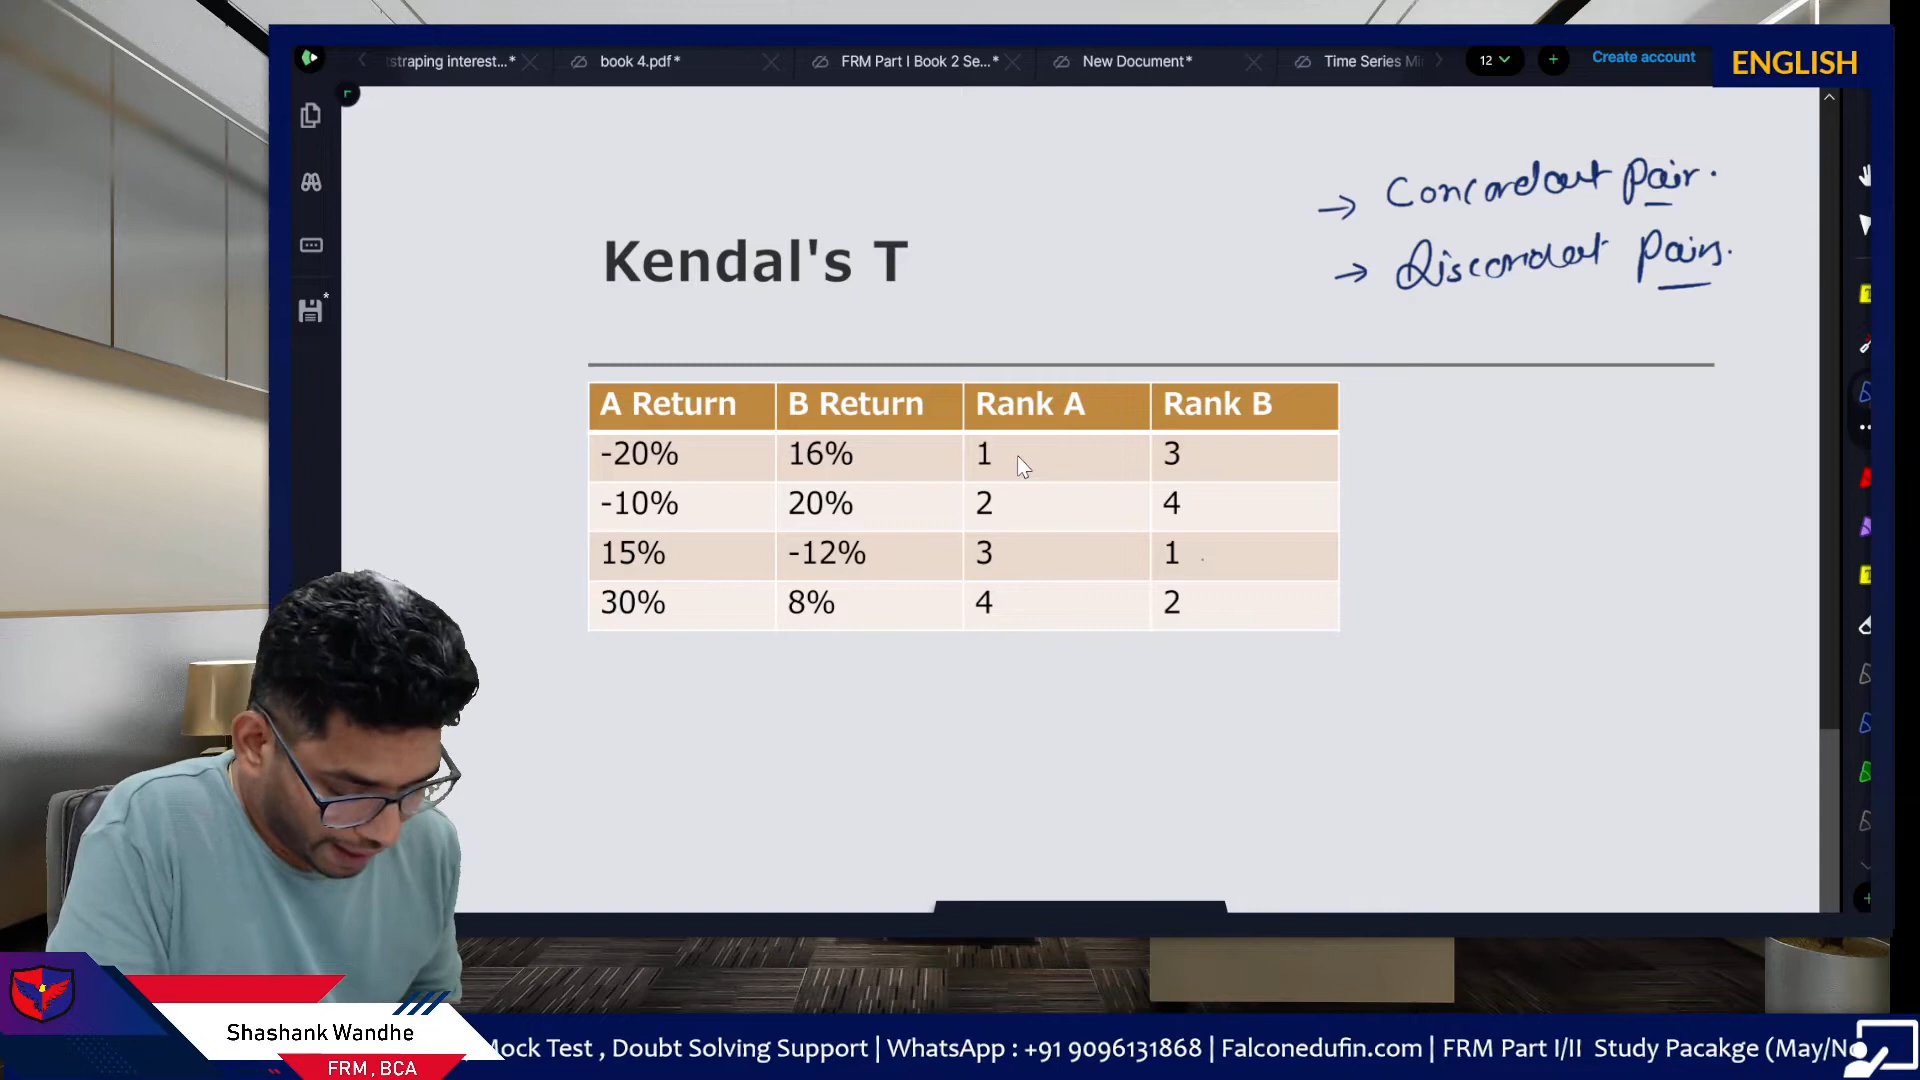 straping interest...*
book 4.pdf*
FRM Part I Book 2 Se...*
New Document*
Time Series Mi
12
Create account
ENGLISH
→ Concordant Pair.
→ Discordant Pairs.
Kendal's T
A Return B Return Rank A Rank B
-20% 16% 1 3
-10% 20% 2 4
15% -12% 3 1
30% 8% 4 2
Shashank Wandhe
FRM, BCA
Mock Test , Doubt Solving Support | WhatsApp : +91 9096131868 | Falconedufin.com | FRM Part I/II Study Pacakge (May/No